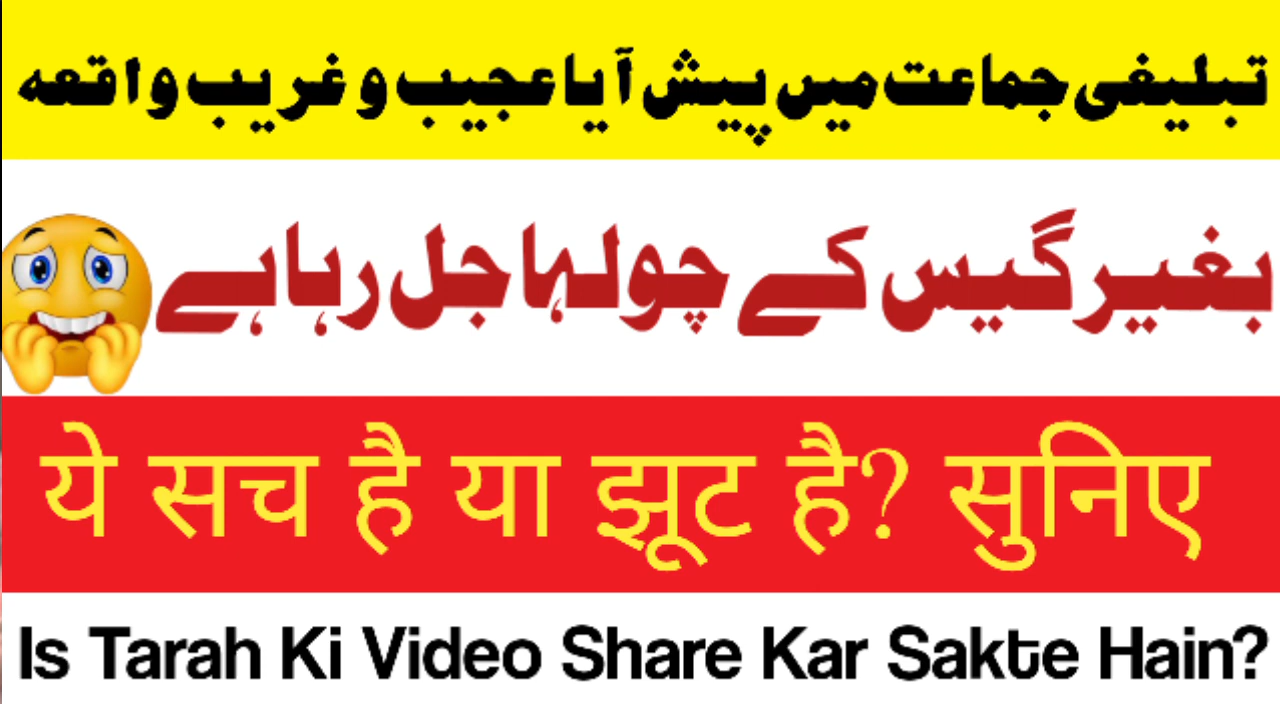 تبلیغی جماعت میں پیش آیا عجیب و غریب واقعہ
بغیر گیس کے چولہا جل رہا ہے
ये सच है या झूट है? सुनिए
Is Tarah Ki Video Share Kar Sakte Hain?